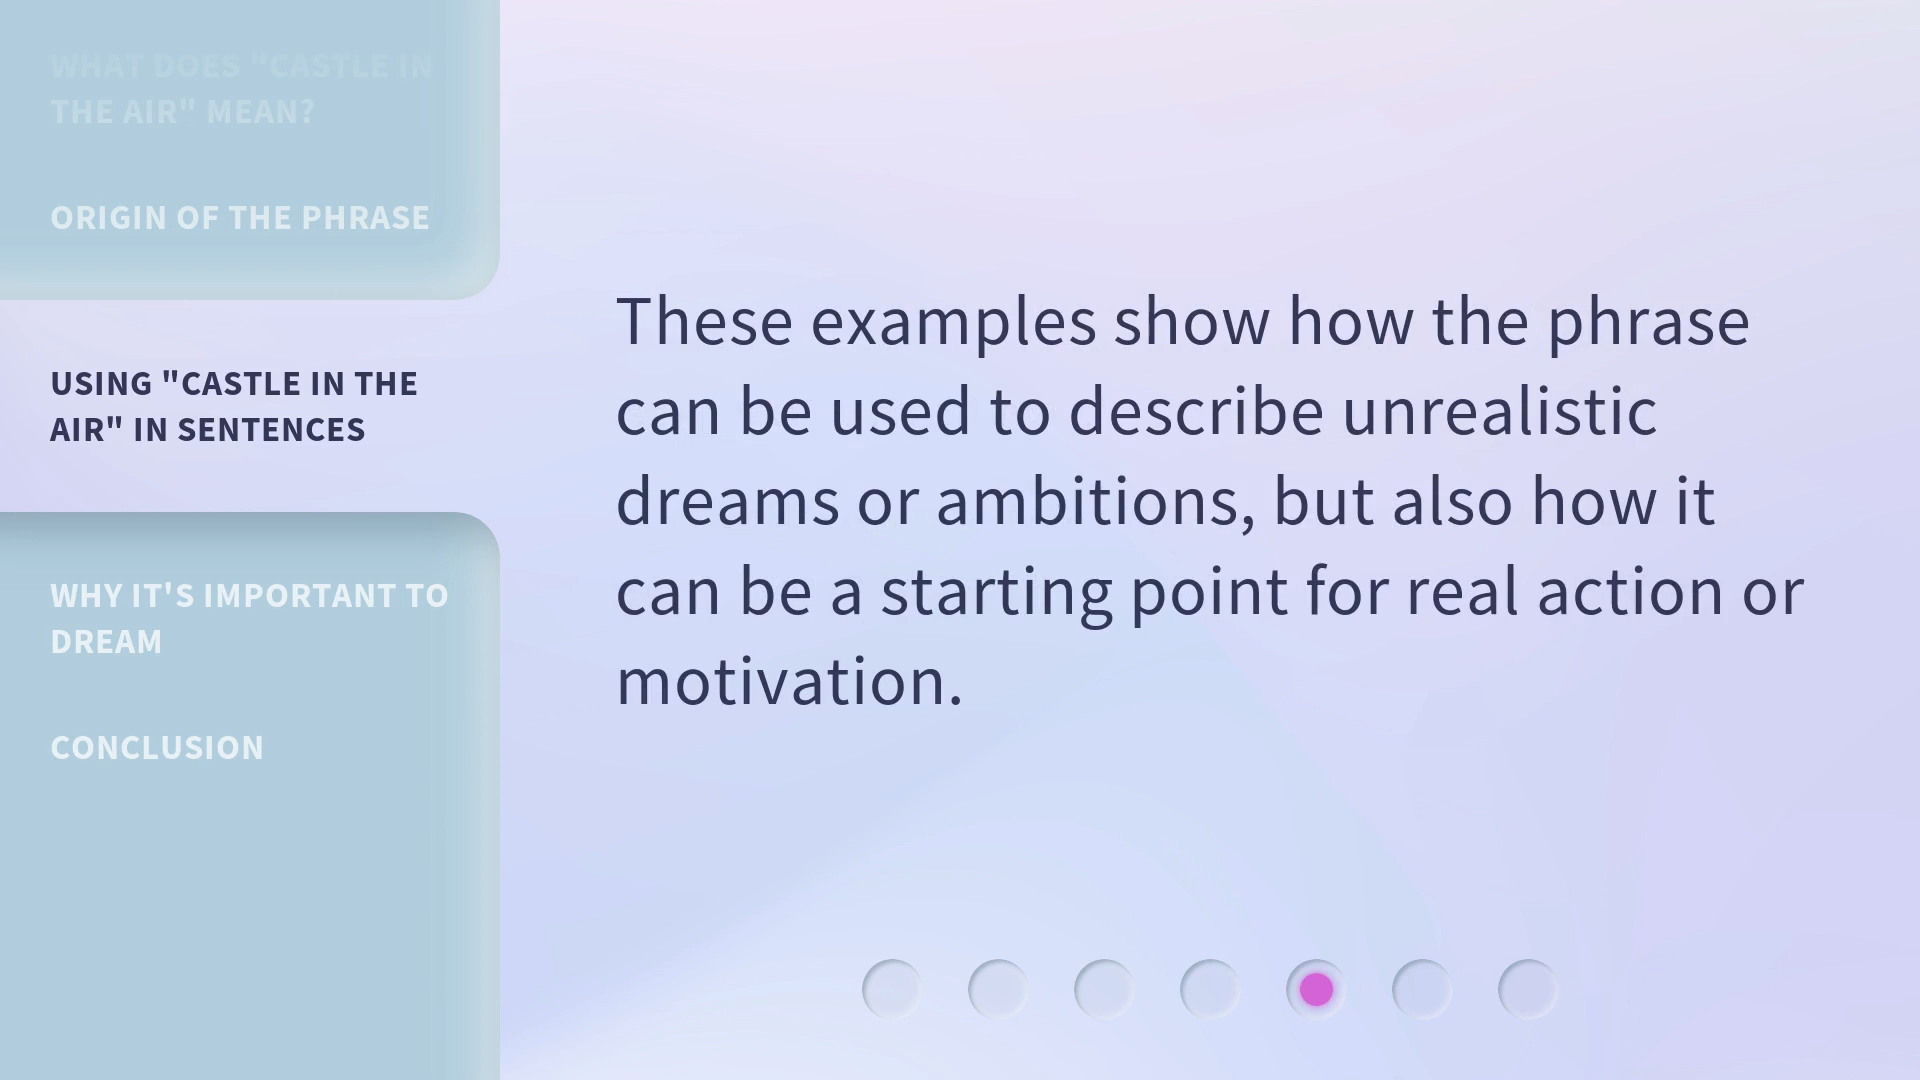 WHAT DOES "CASTLE IN
THE AIR" MEAN?
ORIGIN OF THE PHRASE
USING "CASTLE IN THE
AIR" IN SENTENCES
WHY IT'S IMPORTANT TO
DREAM
CONCLUSION
These examples show how the phrase
can be used to describe unrealistic
dreams or ambitions, but also how it
can be a starting point for real action or
motivation.